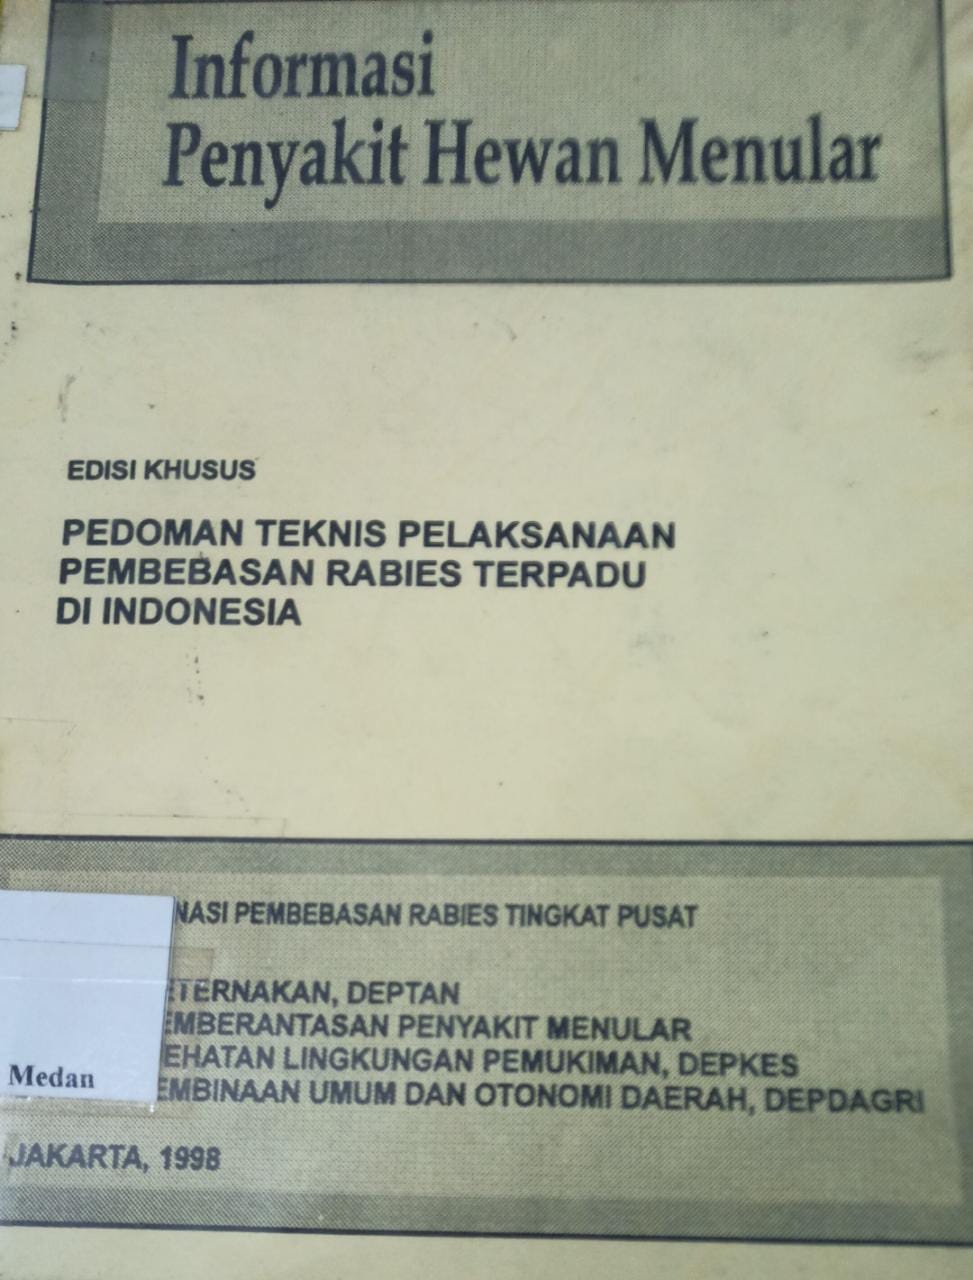 Informasi
Penyakit Hewan Menular
EDISI KHUSUS
PEDOMAN TEKNIS PELAKSANAAN
PEMBEBASAN RABIES TERPADU
DI INDONESIA
NASI PEMBEBASAN RABIES TINGKAT PUSAT
ETERNAKAN, DEPTAN
EMBERANTASAN PENYAKIT MENULAR
EHATAN LINGKUNGAN PEMUKIMAN, DEPKES
Medan
EMBINAAN UMUM DAN OTONOMI DAERAH, DEPDAGRI
JAKARTA, 1998